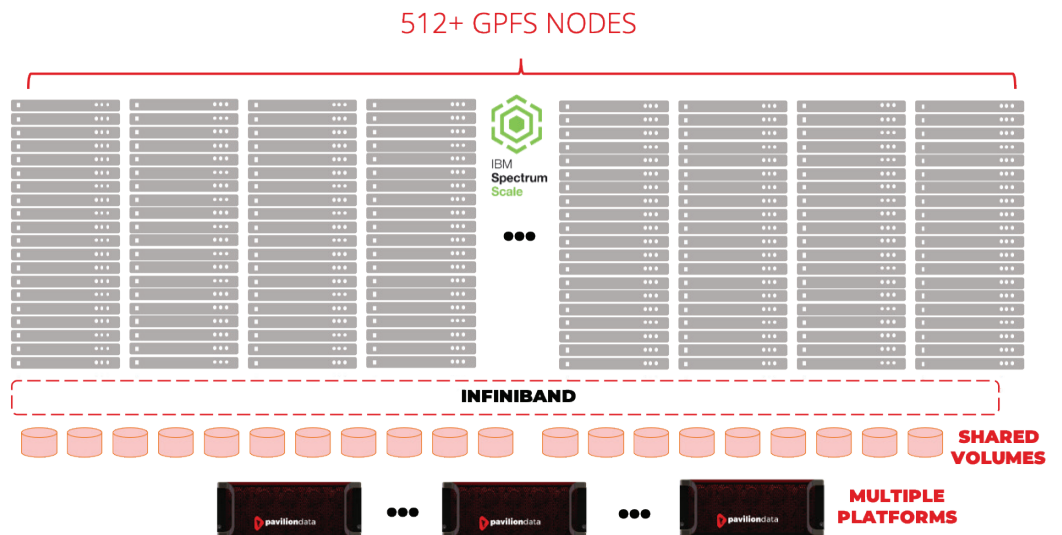 512+ GPFS NODES
IBM
Spectrum
Scale
INFINIBAND
SHARED
VOLUMES
paviliondata
paviliondata
paviliondata
MULTIPLE
PLATFORMS